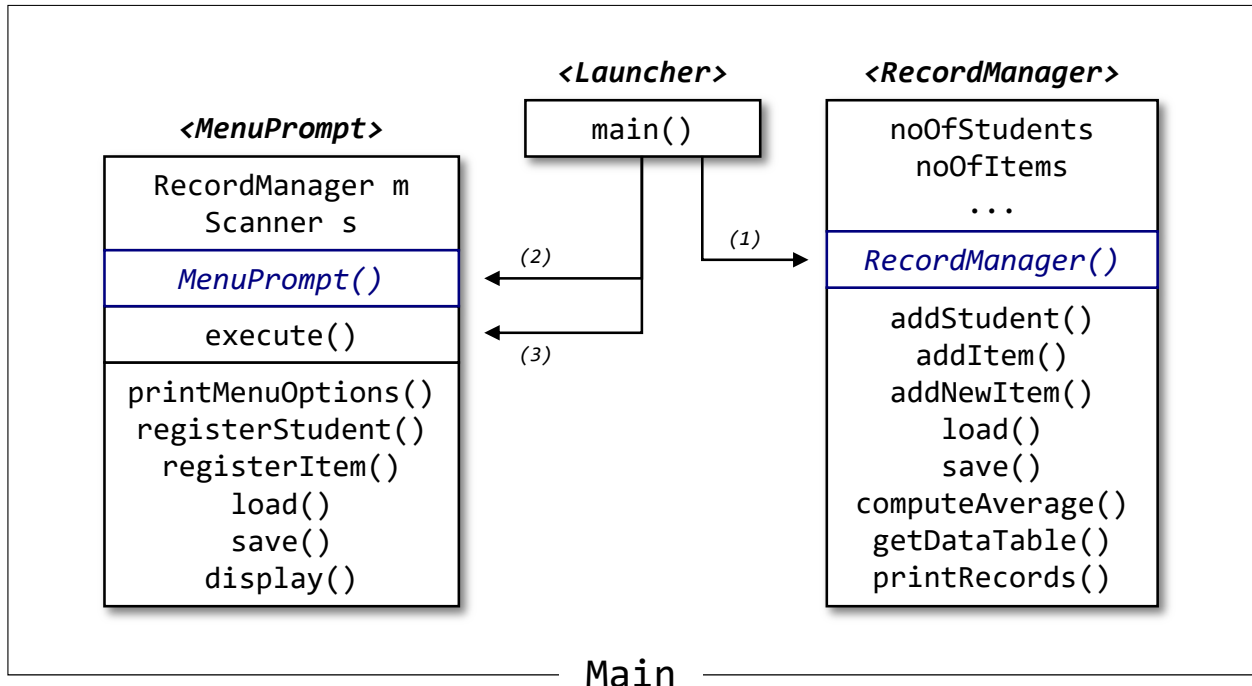 <MenuPrompt>
RecordManager m
Scanner s
MenuPrompt()
execute()
printMenuOptions()
registerStudent()
registerItem()
load()
save()
display()
<Launcher>
main()
(1)
(2)
(3)
<RecordManager>
noOfStudents
noOfItems
...
RecordManager()
addStudent()
addItem()
addNewItem()
load()
save()
computeAverage()
getDataTable()
printRecords()
Main